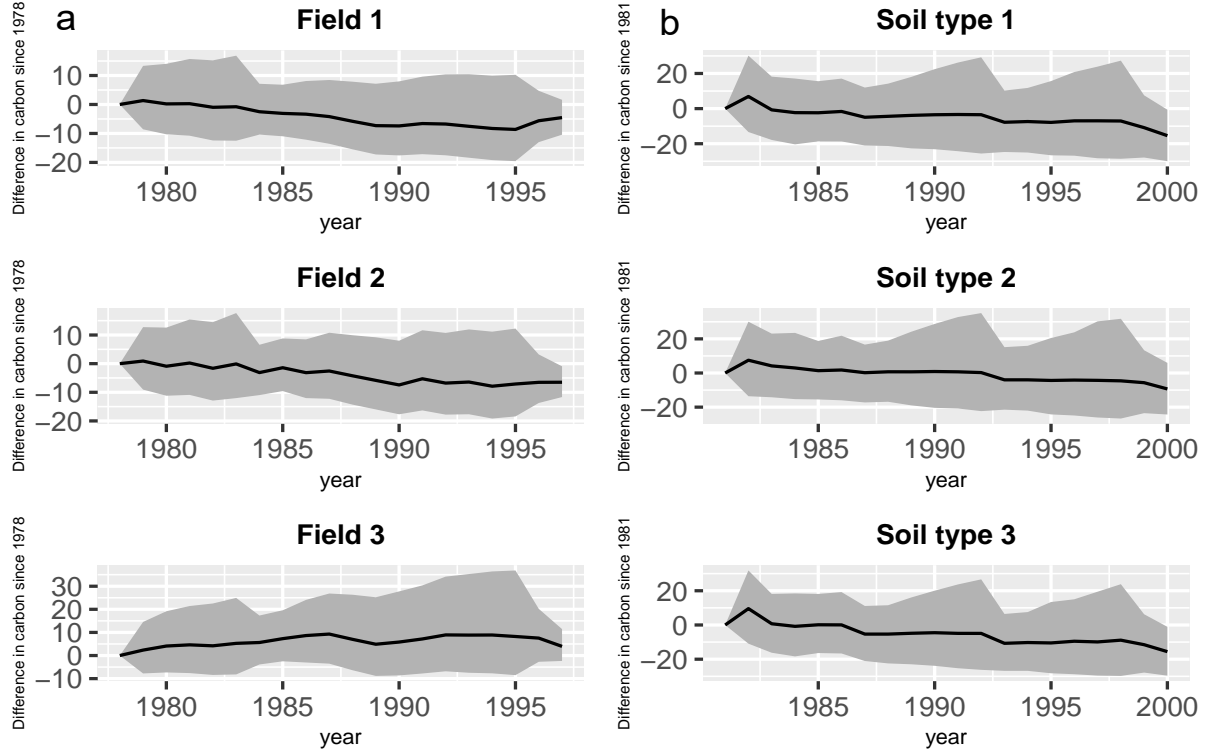 a
Field 1
Difference in carbon since 1978
10
0
−10
−20
1980 1985 1990 1995
year
Field 2
Difference in carbon since 1978
10
0
−10
−20
1980 1985 1990 1995
year
Field 3
Difference in carbon since 1978
30
20
10
0
−10
1980 1985 1990 1995
year
b
Soil type 1
Difference in carbon since 1981
20
0
−20
1985 1990 1995 2000
year
Soil type 2
Difference in carbon since 1981
20
0
−20
1985 1990 1995 2000
year
Soil type 3
Difference in carbon since 1981
20
0
−20
1985 1990 1995 2000
year